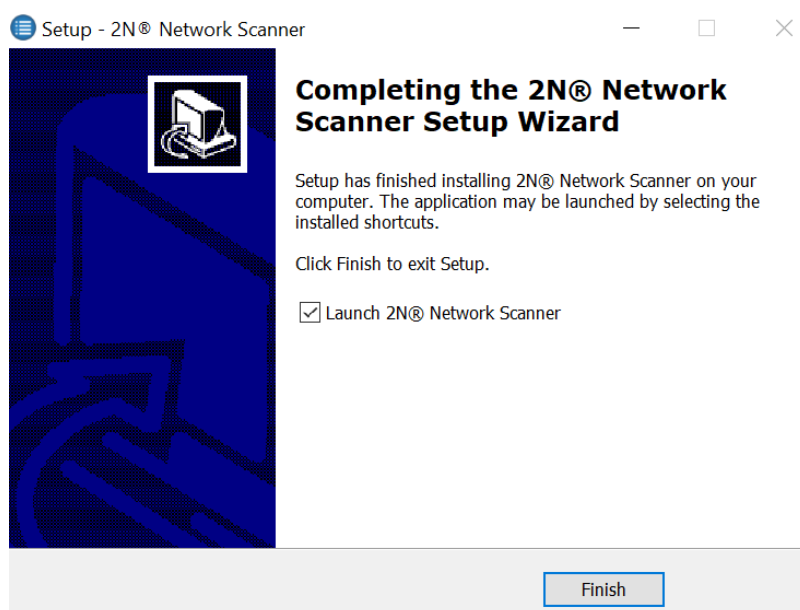 Setup - 2N® Network Scanner
Completing the 2N® Network
Scanner Setup Wizard
Setup has finished installing 2N® Network Scanner on your
computer. The application may be launched by selecting the
installed shortcuts.
Click Finish to exit Setup.
Launch 2N® Network Scanner
Finish